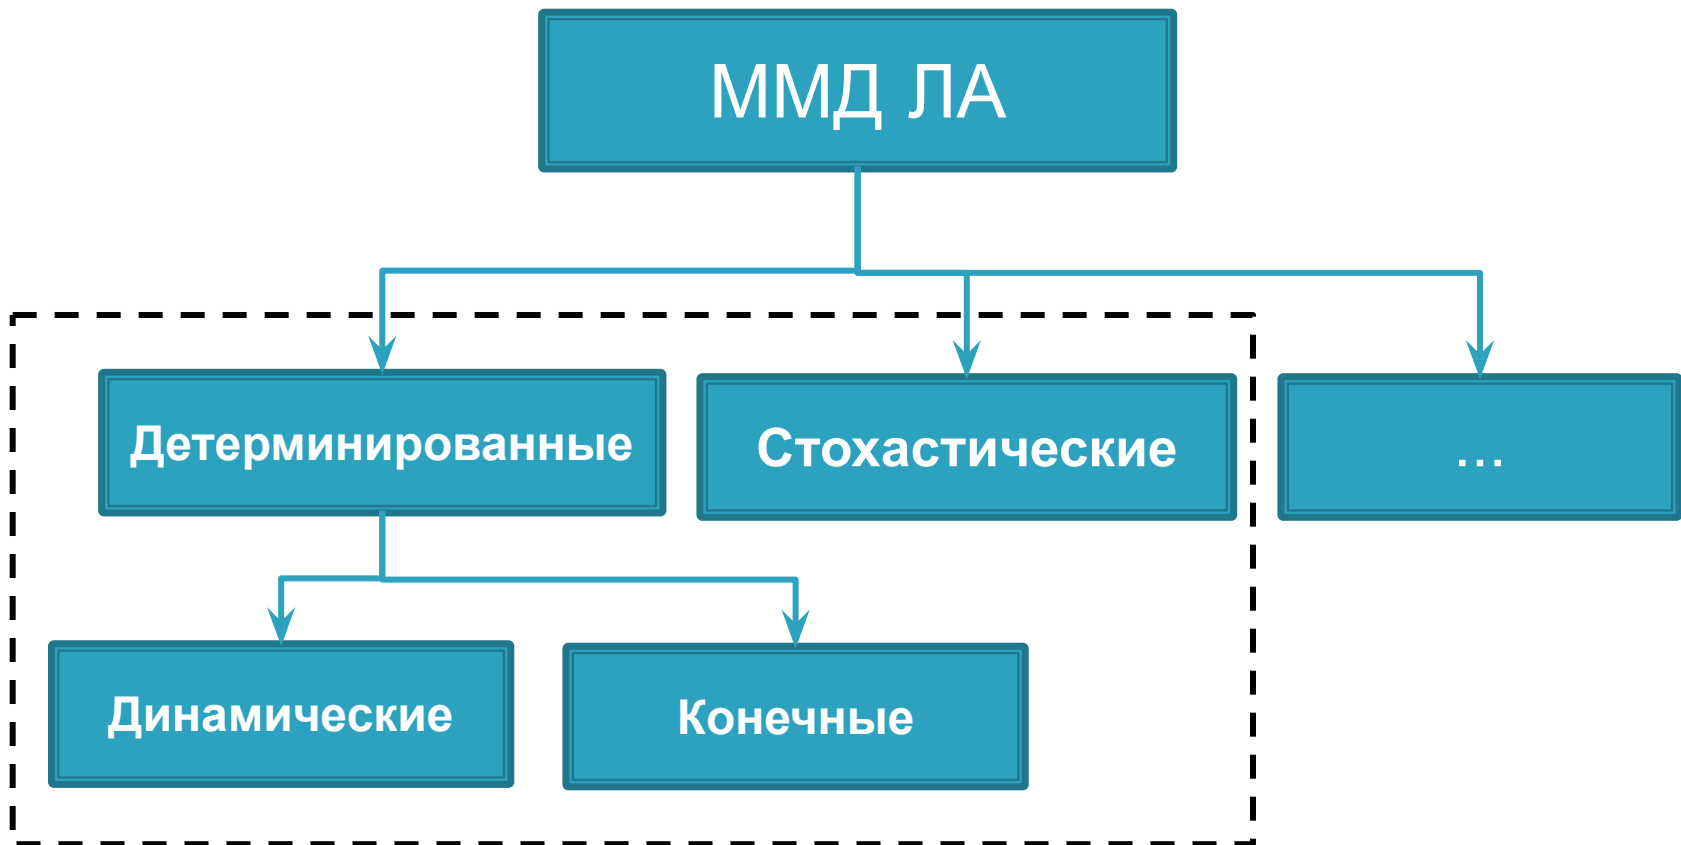 ММД ЛА
Детерминированные
Стохастические
...
Динамические
Конечные